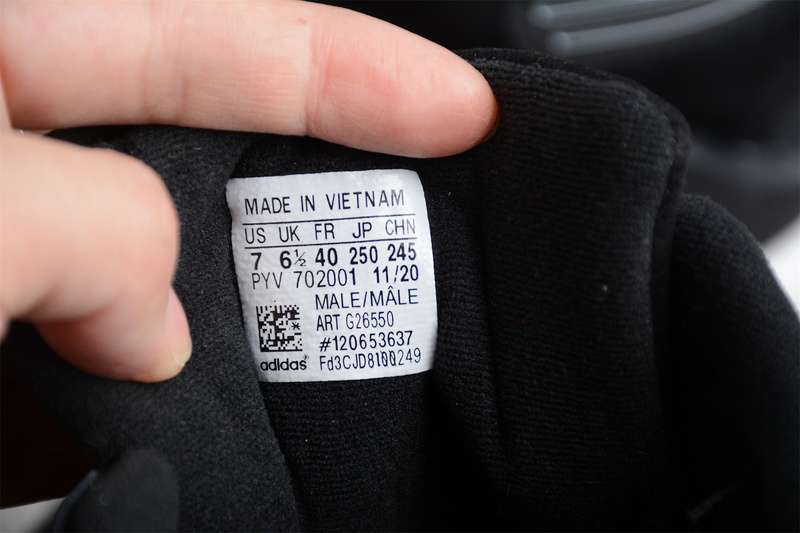 MADE IN VIETNAM
US UK FR JP CHN
7 6½ 40 250 245
PYV 702001 11/20
MALE/MÂLE
ART G26550
#120653637
adidas Fd3CJD8100249